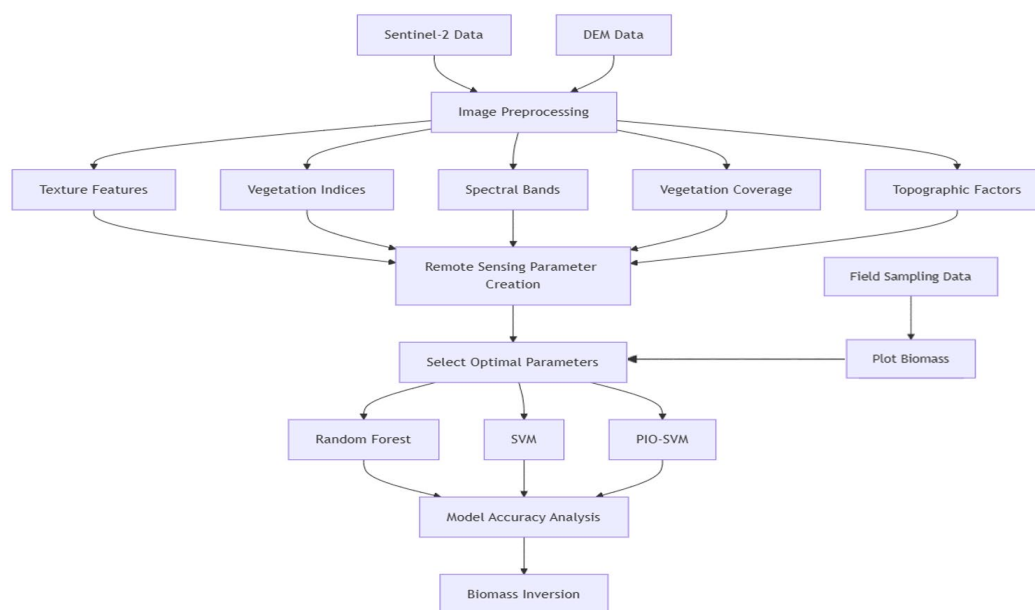 Sentinel-2 Data
DEM Data
Image Preprocessing
Texture Features
Vegetation Indices
Spectral Bands
Vegetation Coverage
Topographic Factors
Remote Sensing Parameter
Creation
Field Sampling Data
Select Optimal Parameters
Plot Biomass
Random Forest
SVM
PIO-SVM
Model Accuracy Analysis
Biomass Inversion